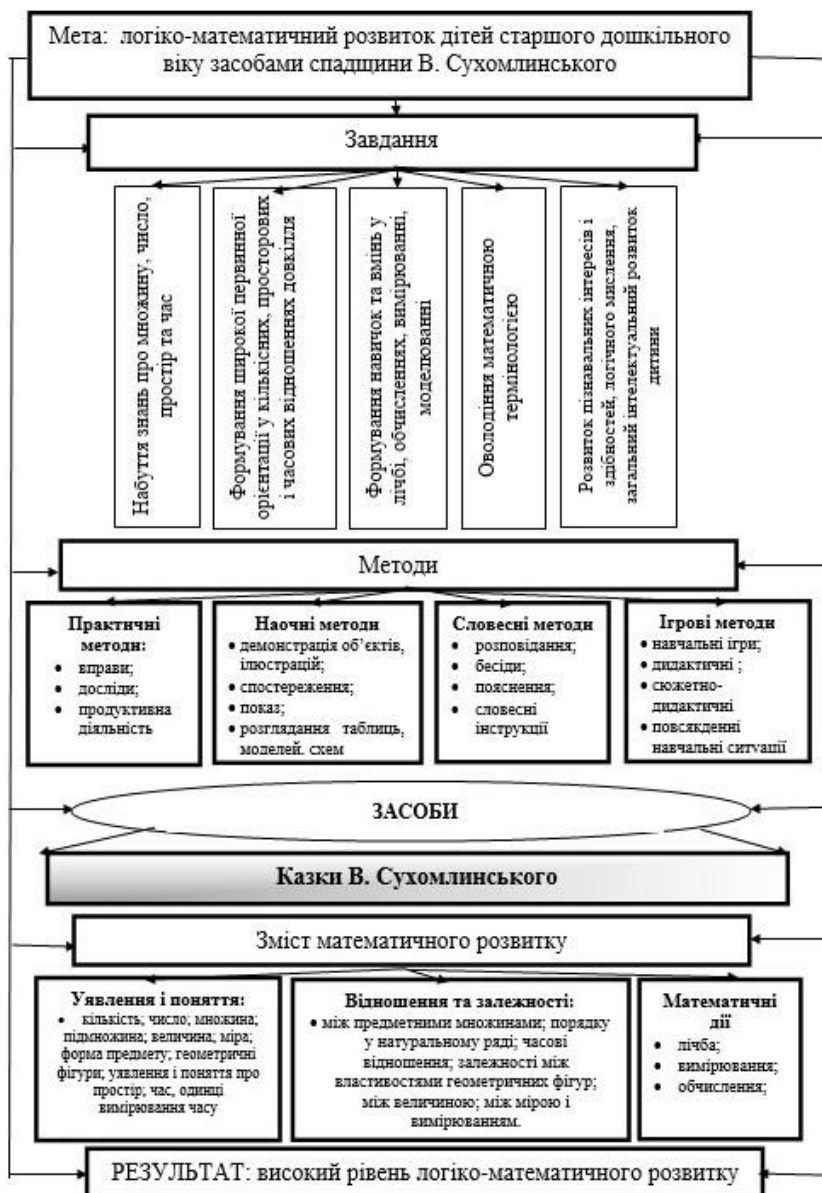 Мета: логіко-математичний розвиток дітей старшого дошкільного
віку засобами спадщини В. Сухомлинського
Завдання
Набуття знань про множину, число,
простір та час
Формування широкої первинної
орієнтації у кількісних, просторових
і часових відношеннях довкілля
Формування навичок та вмінь у
лічбі, обчисленнях, вимірюванні,
моделюванні
Оволодіння математичною
термінологією
Розвиток пізнавальних інтересів і
здібностей, логічного мислення,
загальний інтелектуальний розвиток
дитини
Методи
Практичні
методи:
• вправи;
• досліди;
• продуктивна
діяльність
Наочні методи
• демонстрація об’єктів,
ілюстрацій;
• спостереження;
• показ;
• розглядання таблиць,
моделей, схем
Словесні методи
• розповідання;
• бесіди;
• пояснення;
• словесні
інструкції
Ігрові методи
• навчальні ігри;
• дидактичні ;
• сюжетно-
дидактичні
• повсякденні
навчальні ситуації
ЗАСОБИ
Казки В. Сухомлинського
Зміст математичного розвитку
Уявлення і поняття:
• кількість; число; множина;
підмножина; величина; міра;
форма предмету; геометричні
фігури; уявлення і поняття про
простір; час, одинці
вимірювання часу
Відношення та залежності:
• між предметними множинами; порядку
у натуральному ряді; часові
відношення; залежності між
властивостями геометричних фігур;
між величиною; між мірою і
вимірюванням.
Математичні
дії
• лічба;
• вимірювання;
• обчислення;
РЕЗУЛЬТАТ: високий рівень логіко-математичного розвитку